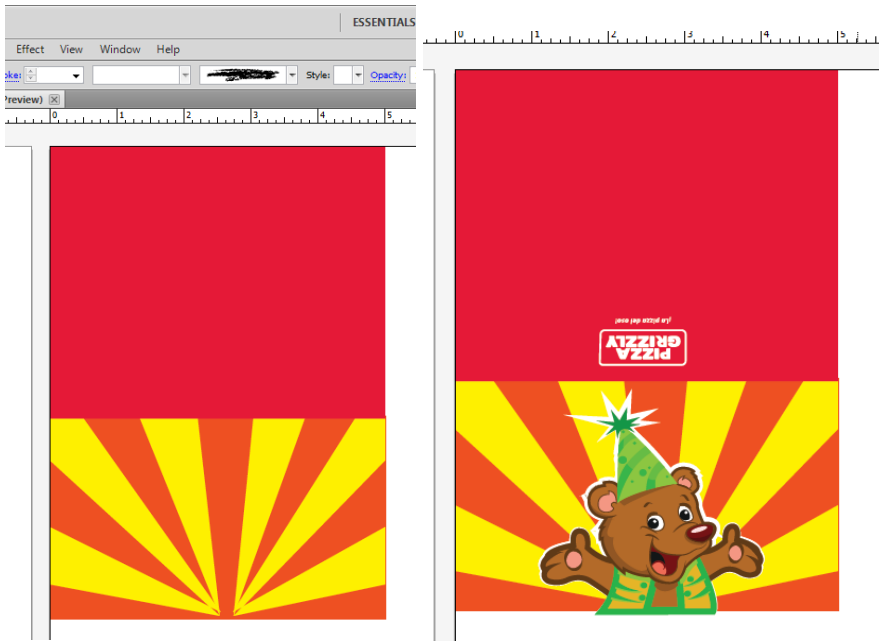 ESSENTIALS
Effect View Window Help
oke: Style: Opacity:
Preview)
0 1 2 3 4 5
0 1 2 3 4 5
¡La pizza del oso!
PIZZA
GRIZZLY